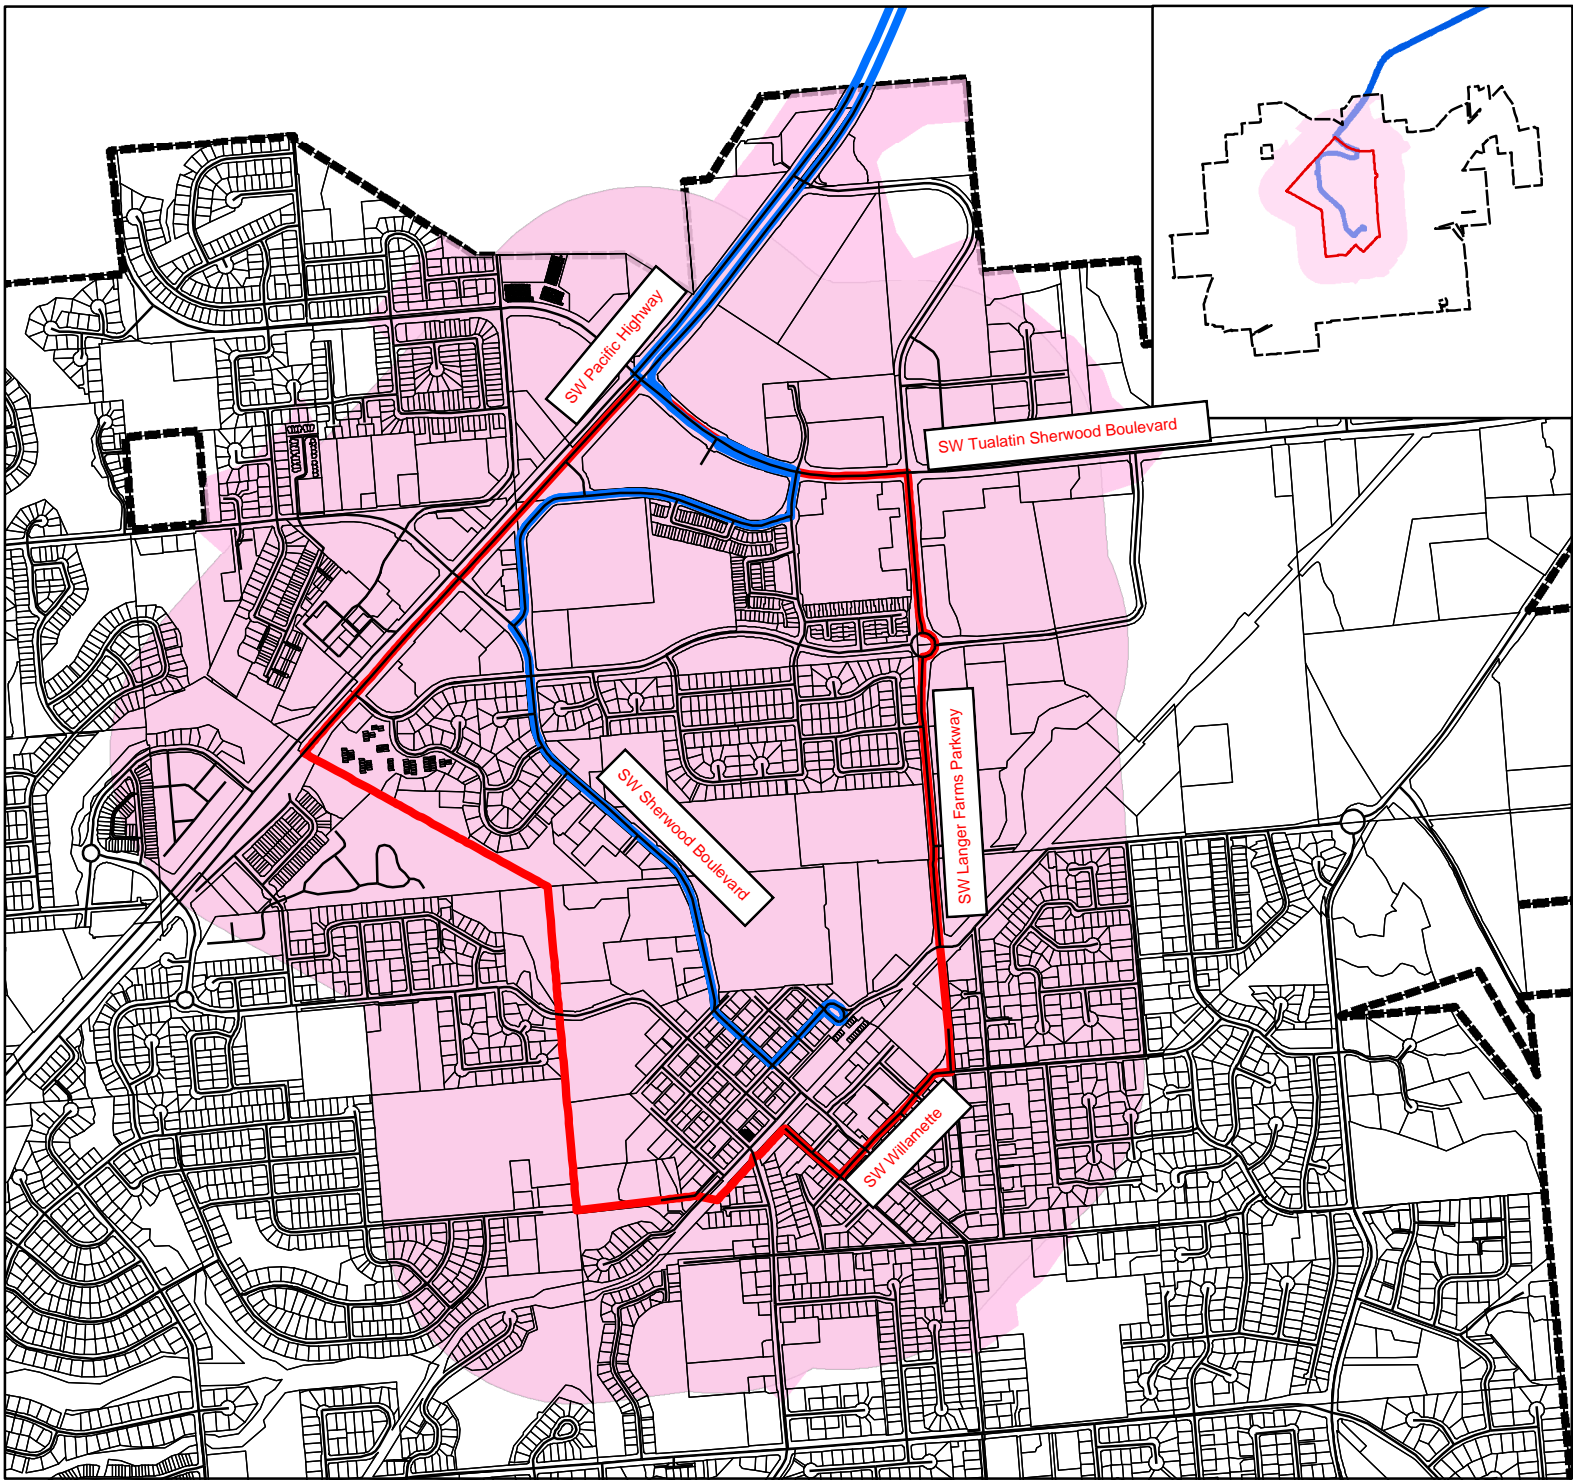 SW Pacific Highway
SW Tualatin Sherwood Boulevard
SW Sherwood Boulevard
SW Langer Farms Parkway
SW Willamette